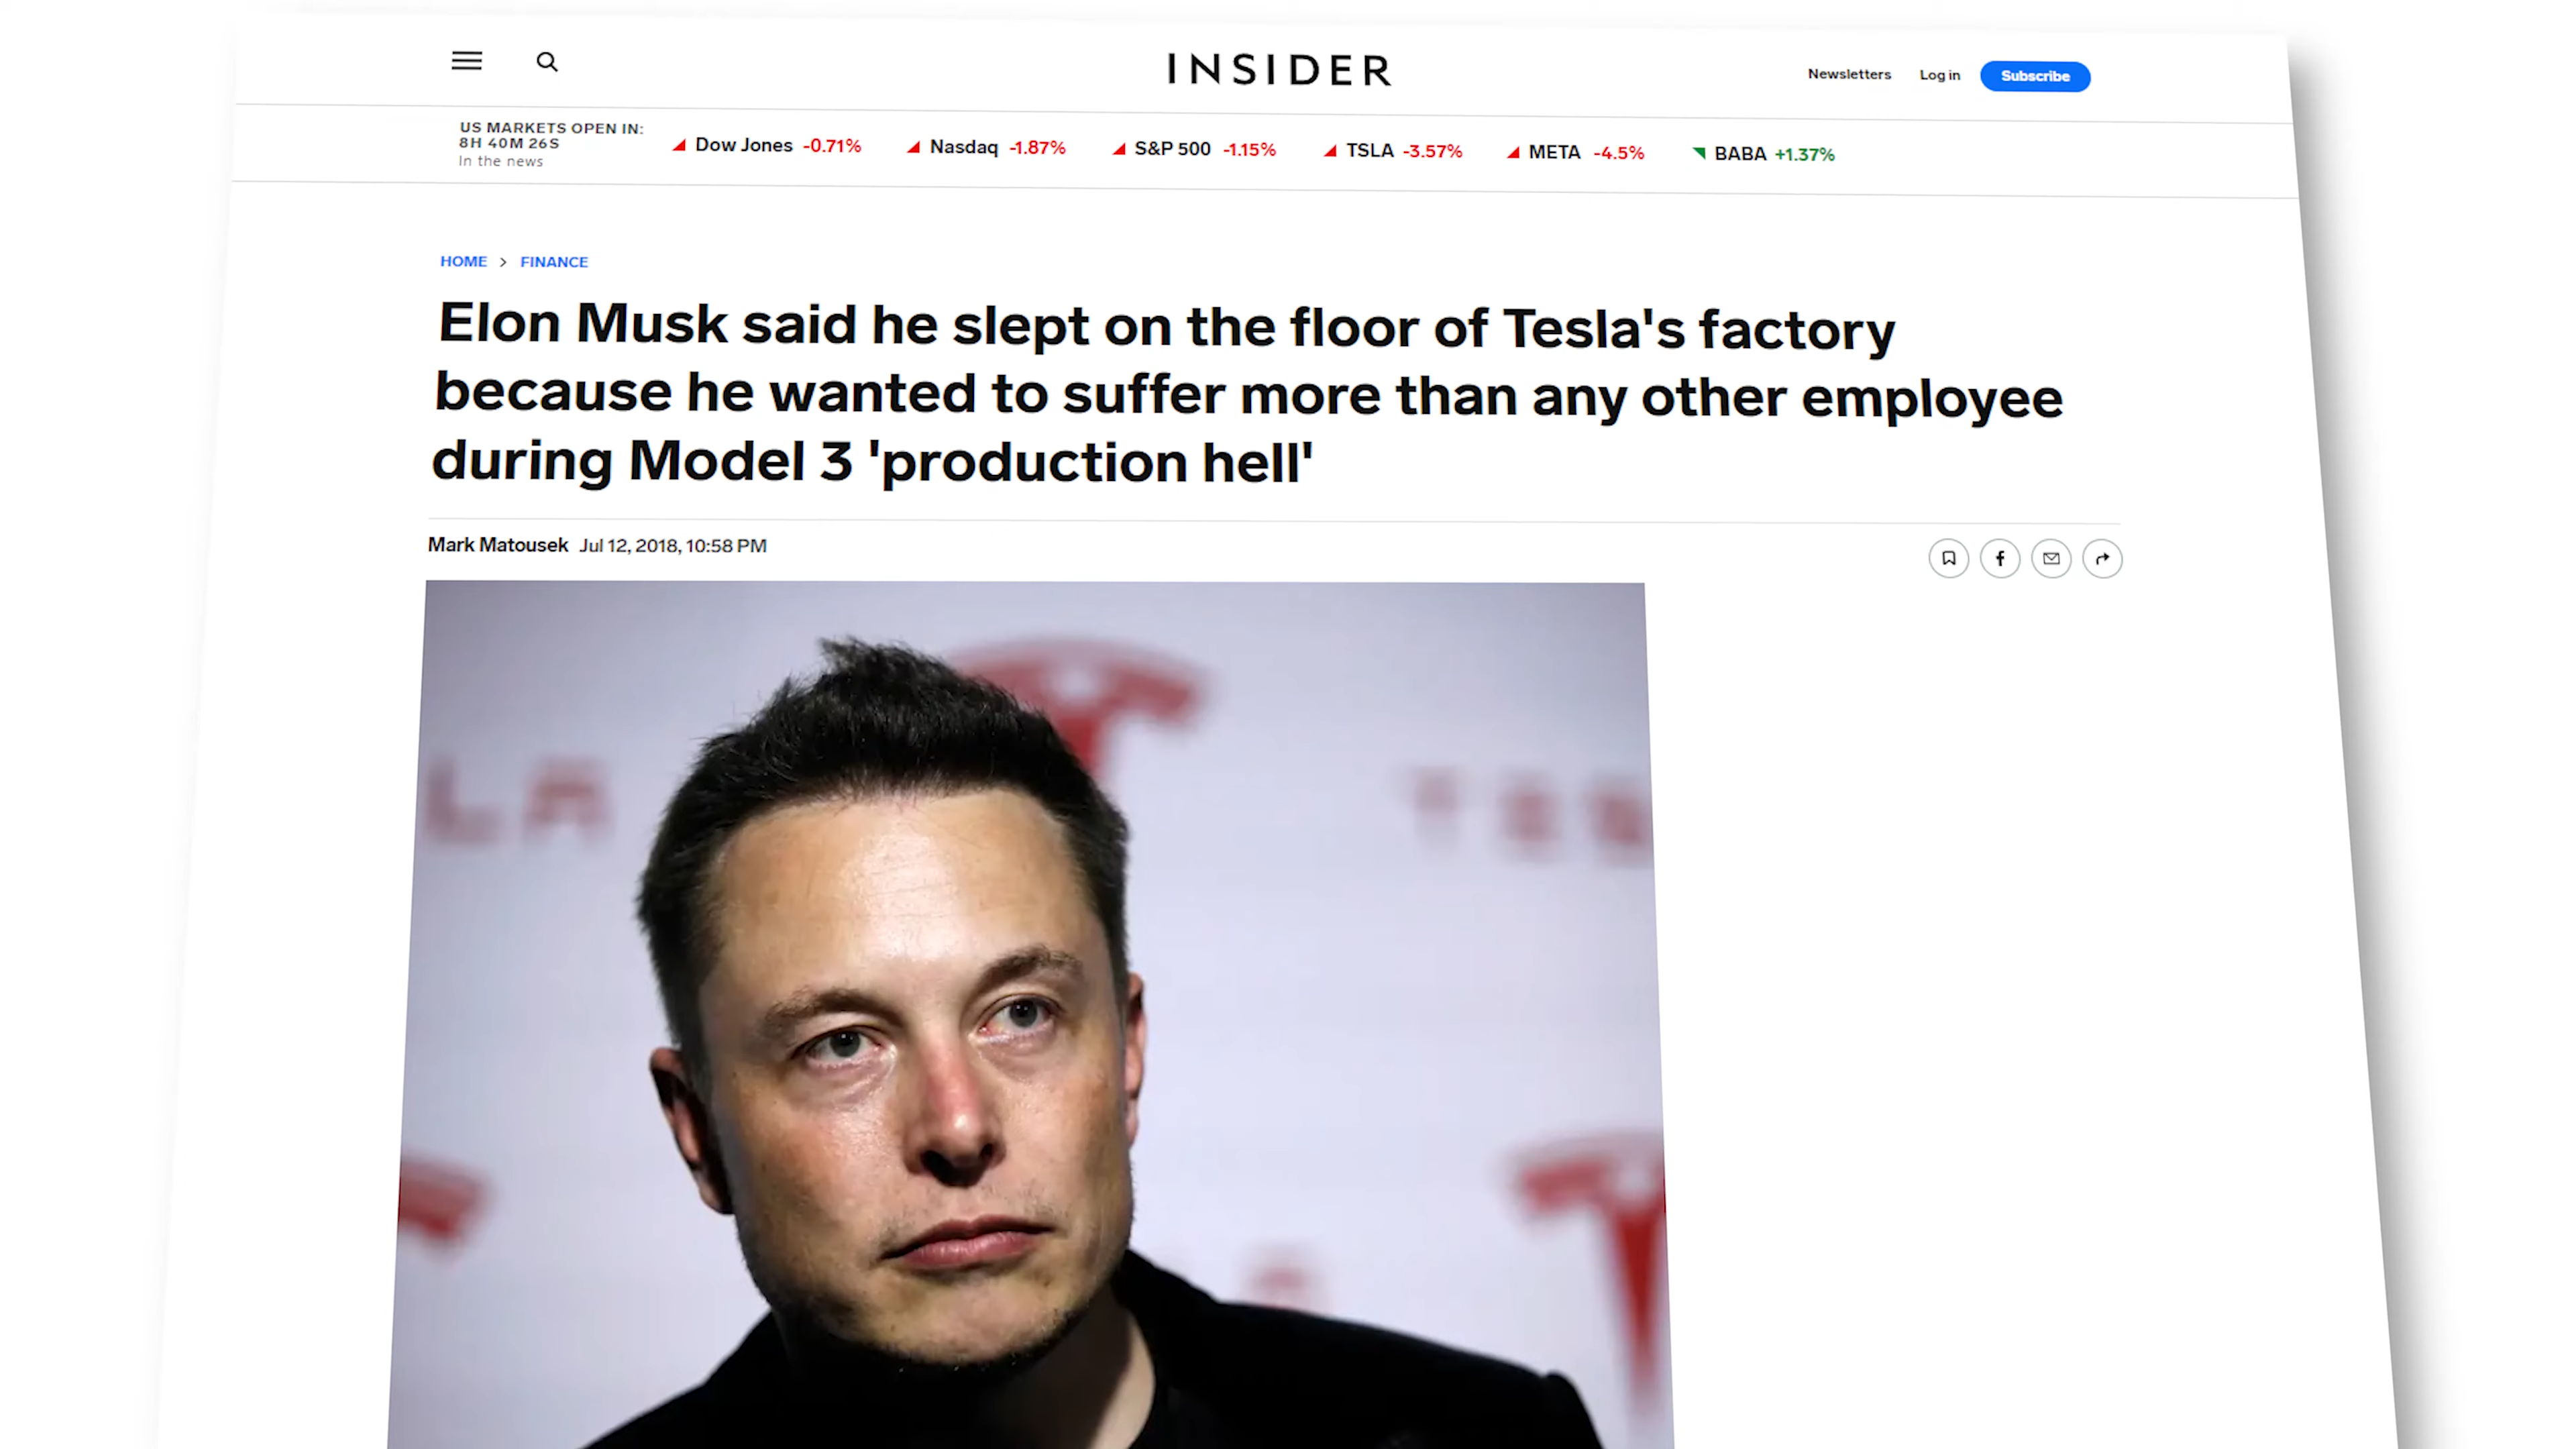 INSIDER
Newsletters Log in Subscribe
US MARKETS OPEN IN:
8H 40M 26S
In the news
Dow Jones -0.71% Nasdaq -1.87% S&P 500 -1.15% TSLA -3.57% META -4.5% BABA +1.37%
HOME > FINANCE
Elon Musk said he slept on the floor of Tesla's factory
because he wanted to suffer more than any other employee
during Model 3 'production hell'
Mark Matousek Jul 12, 2018, 10:58 PM
LA
TES
A